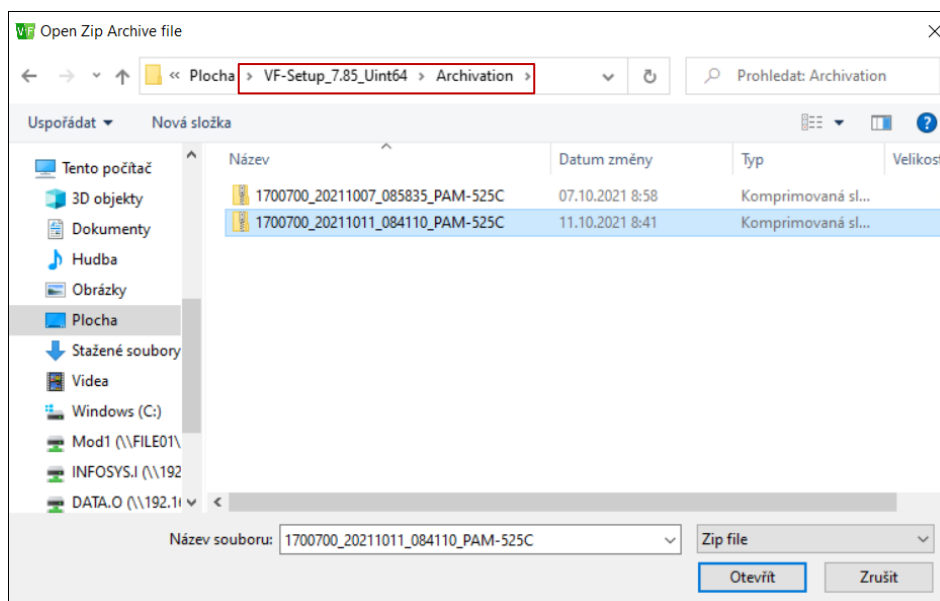 VF Open Zip Archive file
« Plocha › VF-Setup_7.85_Uint64 › Archivation ›
Prohledat: Archivation
Uspořádat
Nová složka
?
Název
Datum změny
Typ
Velikost
1700700_20211007_085835_PAM-525C
07.10.2021 8:58
Komprimovaná sl...
1700700_20211011_084110_PAM-525C
11.10.2021 8:41
Komprimovaná sl...
Tento počítač
3D objekty
Dokumenty
Hudba
Obrázky
Plocha
Stažené soubory
Videa
Windows (C:)
Mod1 (\\FILE01\
INFOSYS.I (\\192
DATA.O (\\192.16
Název souboru:
1700700_20211011_084110_PAM-525C
Zip file
Otevřít
Zrušit